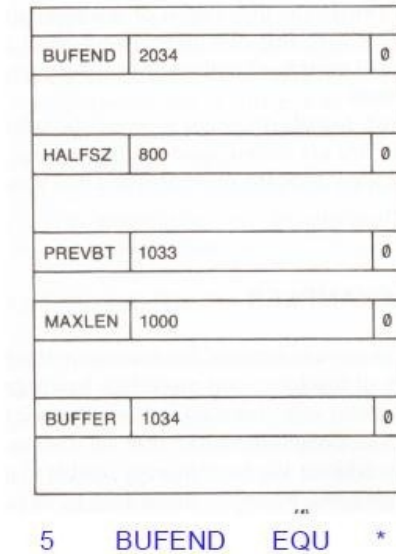 BUFEND 2034 0
HALFSZ 800 0
PREVBT 1033 0
MAXLEN 1000 0
BUFFER 1034 0
5 BUFEND EQU *